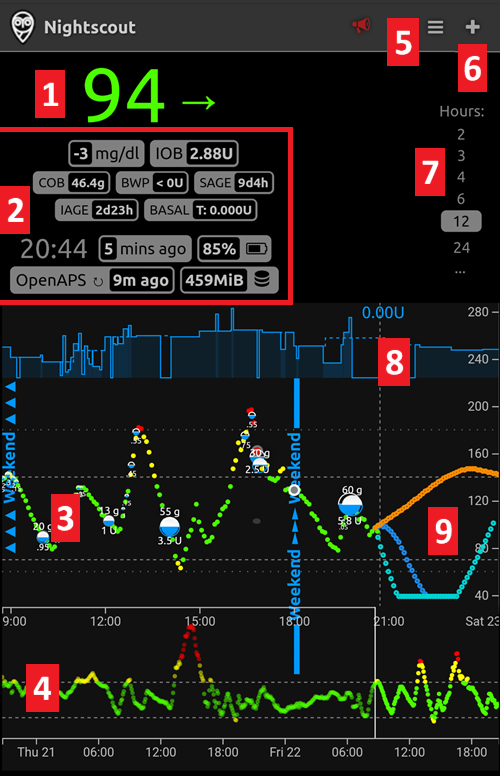 Nightscout
5
6
1
94 →
Hours:
2
3
4
6
12
24
...
7
2
-3 mg/dl IOB 2.88U
COB 46.4g BWP < 0U SAGE 9d4h
IAGE 2d23h BASAL T: 0.000U
20:44 5 mins ago 85%
OpenAPS ↻ 9m ago 459MiB
0.00U
280
240
200
160
120
80
40
8
Weekend
Weekend
Weekend
.55
.55
.75
30 g
2.5 U
60 g
5.8 U
20 g
.95
13 g
1 U
55 g
3.5 U
3
9
9:00 12:00 15:00 18:00 21:00 Sat 23
4
Thu 21 06:00 12:00 18:00 Fri 22 06:00 12:00 18:00